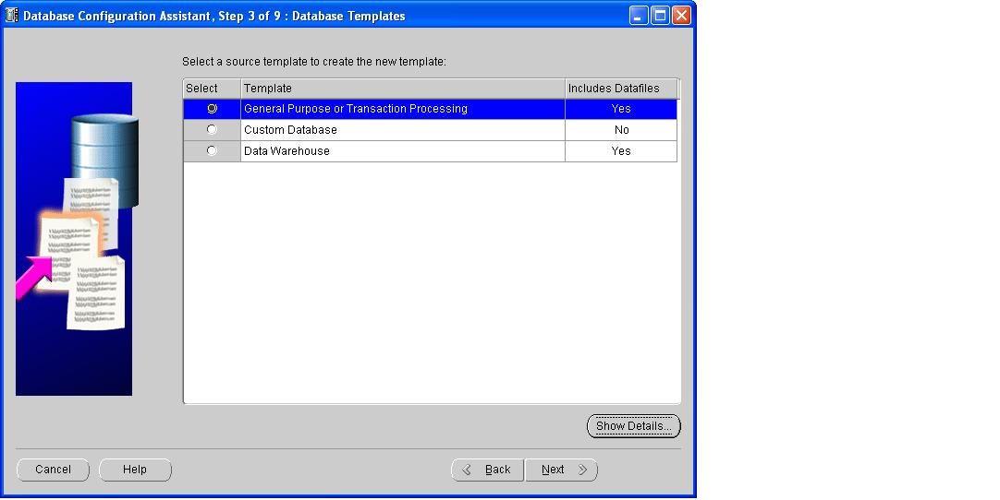 Database Configuration Assistant, Step 3 of 9 : Database Templates
Select a source template to create the new template:
Select Template Includes Datafiles
General Purpose or Transaction Processing Yes
Custom Database No
Data Warehouse Yes
Show Details...
Cancel Help Back Next